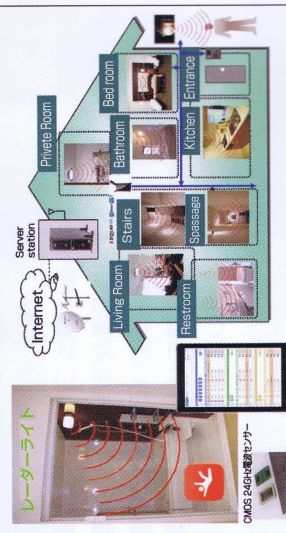 レーダーライト
CMOS 24GHz電波センサー
Internet
Server
station
Privete Room
Living Room
Stairs
Bathroom
Bed room
Restroom
Spassage
Kitchen
Entrance